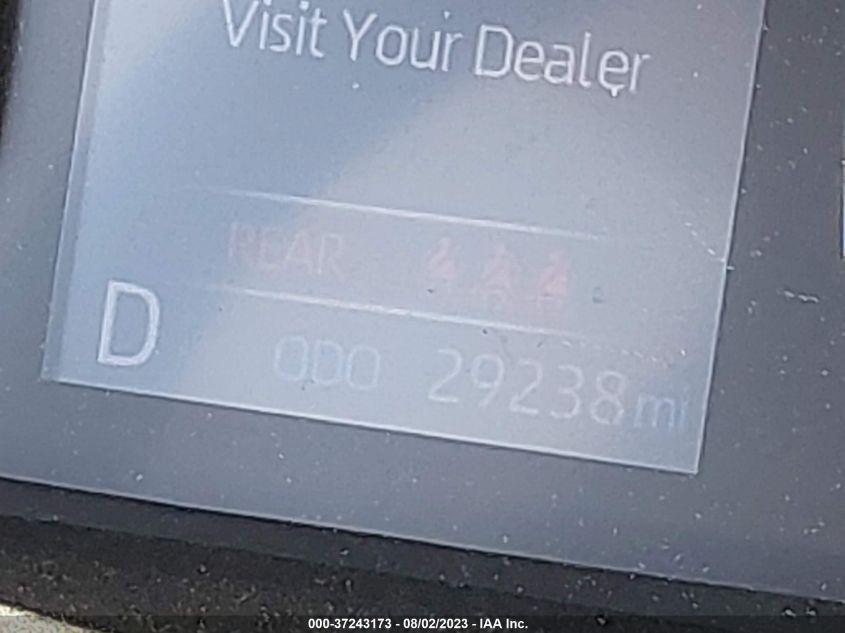 Visit Your Dealer
REAR
D ODO 29238mi
000-37243173 - 08/02/2023 - IAA Inc.